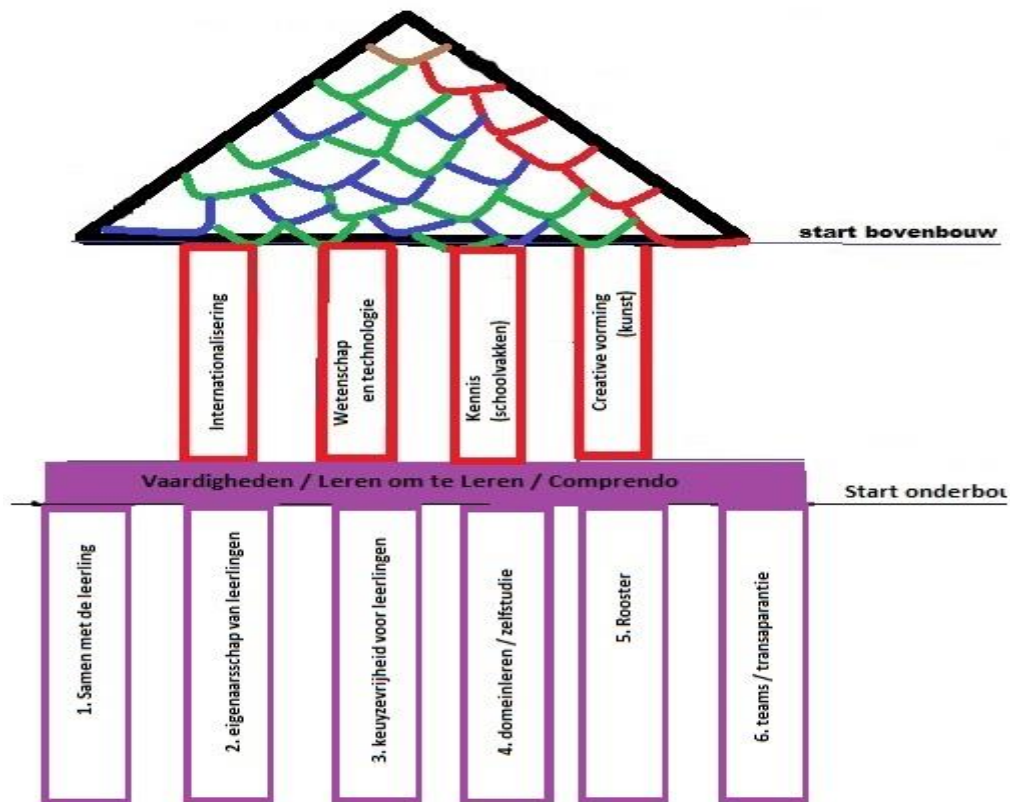 start bovenbouw
Internationalisering
Wetenschap
en technologie
Kennis
(schoolvakken)
Creative vorming
(kunst)
Vaardigheden / Leren om te Leren / Comprendo
Start onderbou
1. Samen met de leerling
2. eigenaarsschap van leerlingen
3. keuyzevrijheid voor leerlingen
4. domeinleren / zelfstudie
5. Rooster
6. teams / transaparantie